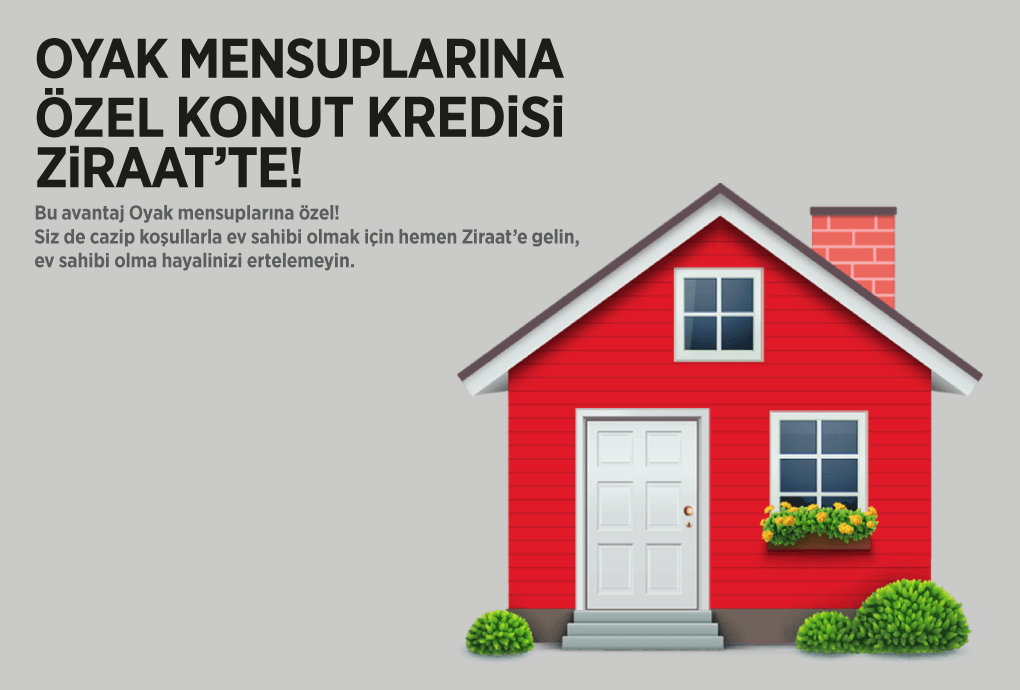 OYAK MENSUPLARINA
ÖZEL KONUT KREDİSİ
ZİRAAT’TE!
Bu avantaj Oyak mensuplarına özel!
Siz de cazip koşullarla ev sahibi olmak için hemen Ziraat’e gelin,
ev sahibi olma hayalinizi ertelemeyin.